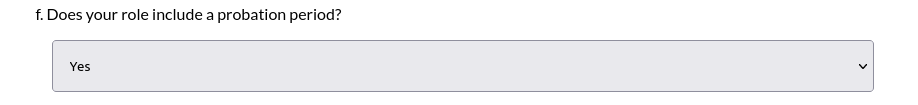 f. Does your role include a probation period?
Yes